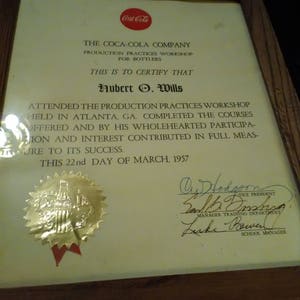 Coca-Cola
THE COCA-COLA COMPANY
PRODUCTION PRACTICES WORKSHOP
FOR BOTTLERS
THIS IS TO CERTIFY THAT
Hubert O. Wills
ATTENDED THE PRODUCTION PRACTICES WORKSHOP
HELD IN ATLANTA, GA. COMPLETED THE COURSES
OFFERED AND BY HIS WHOLEHEARTED PARTICIPA-
TION AND INTEREST CONTRIBUTED IN FULL MEAS-
URE TO ITS SUCCESS.
THIS 22nd DAY OF MARCH, 1957
VICE PRESIDENT
MANAGER TRAINING DEPARTMENT
SCHOOL MANAGER